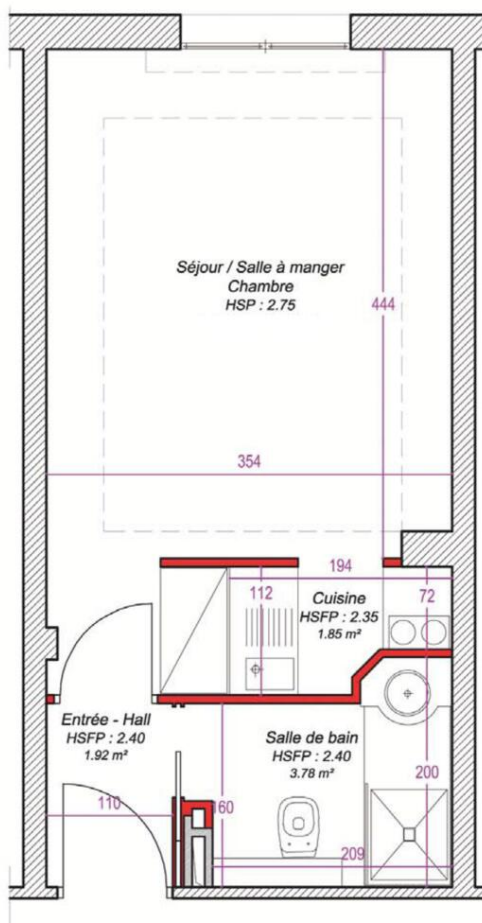 Séjour / Salle à manger
Chambre
HSP : 2.75
444
354
194
112
Cuisine
HSFP : 2.35
1.85 m²
72
Entrée - Hall
HSFP : 2.40
1.92 m²
Salle de bain
HSFP : 2.40
3.78 m²
200
110
160
209